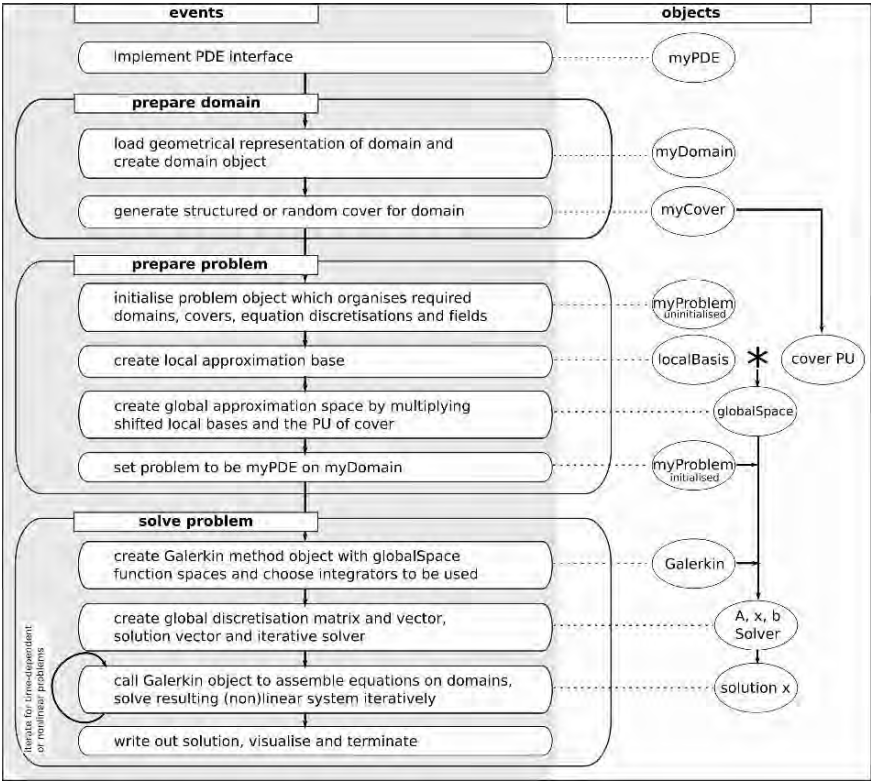 events
objects
Implement PDE interface
myPDE
prepare domain
load geometrical representation of domain and
create domain object
myDomain
generate structured or random cover for domain
myCover
prepare problem
initialise problem object which organises required
domains, covers, equation discretisations and fields
myProblem
uninitialised
create local approximation base
localBasis
*
cover PU
create global approximation space by multiplying
shifted local bases and the PU of cover
globalSpace
set problem to be myPDE on myDomain
myProblem
initialised
solve problem
create Galerkin method object with globalSpace
function spaces and choose integrators to be used
Galerkin
create global discretisation matrix and vector,
solution vector and iterative solver
A, x, b
Solver
iterate for time-dependent
or nonlinear problems
call Galerkin object to assemble equations on domains,
solve resulting (non)linear system iteratively
solution x
write out solution, visualise and terminate